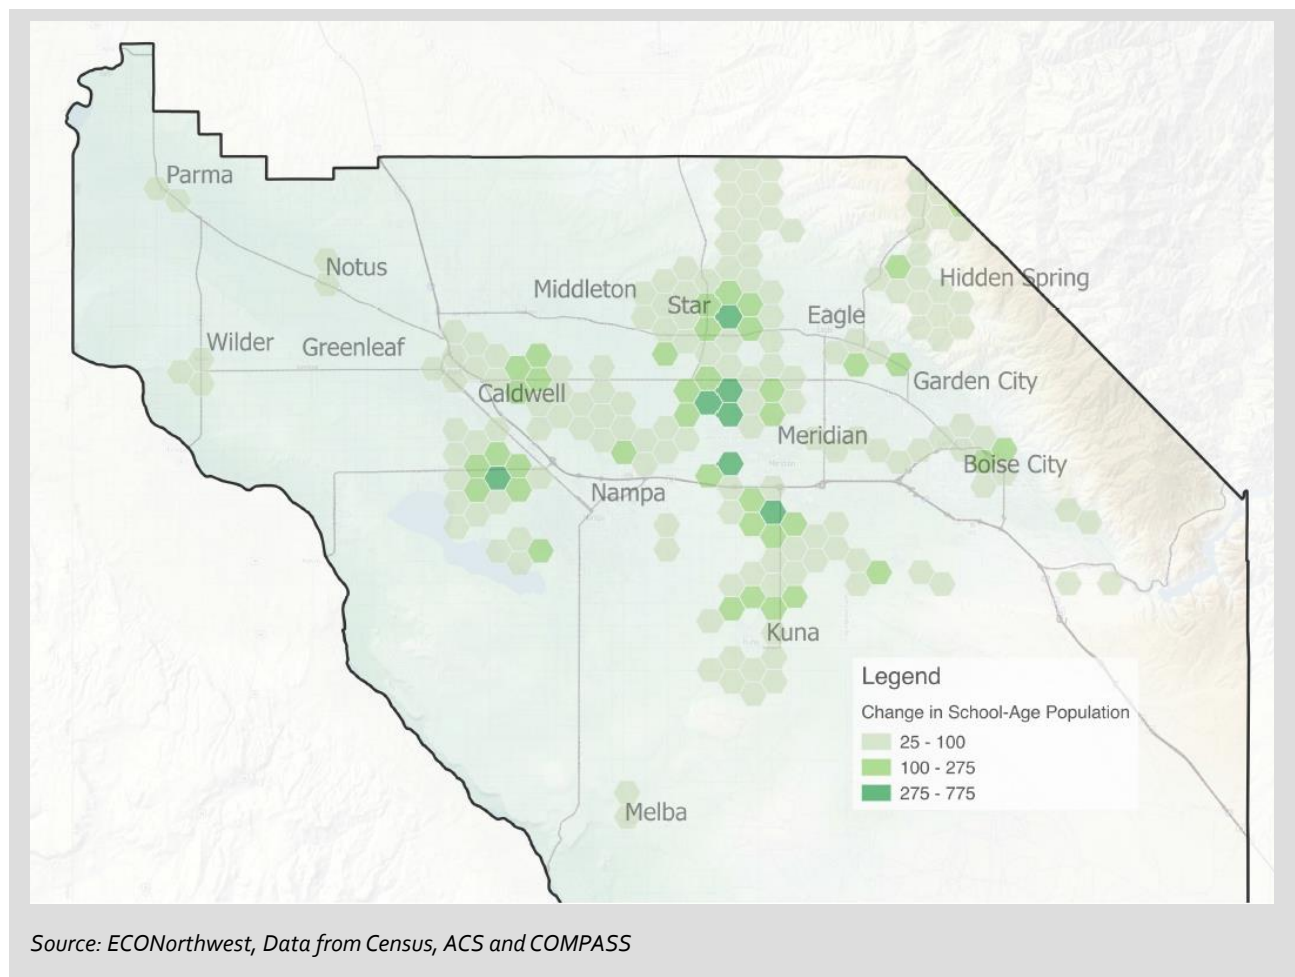 Parma
Notus
Middleton
Star
Eagle
Hidden Spring
Wilder
Greenleaf
Caldwell
Garden City
Meridian
Boise City
Nampa
Kuna
Melba
Legend
Change in School-Age Population
25 - 100
100 - 275
275 - 775
Source: ECONorthwest, Data from Census, ACS and COMPASS